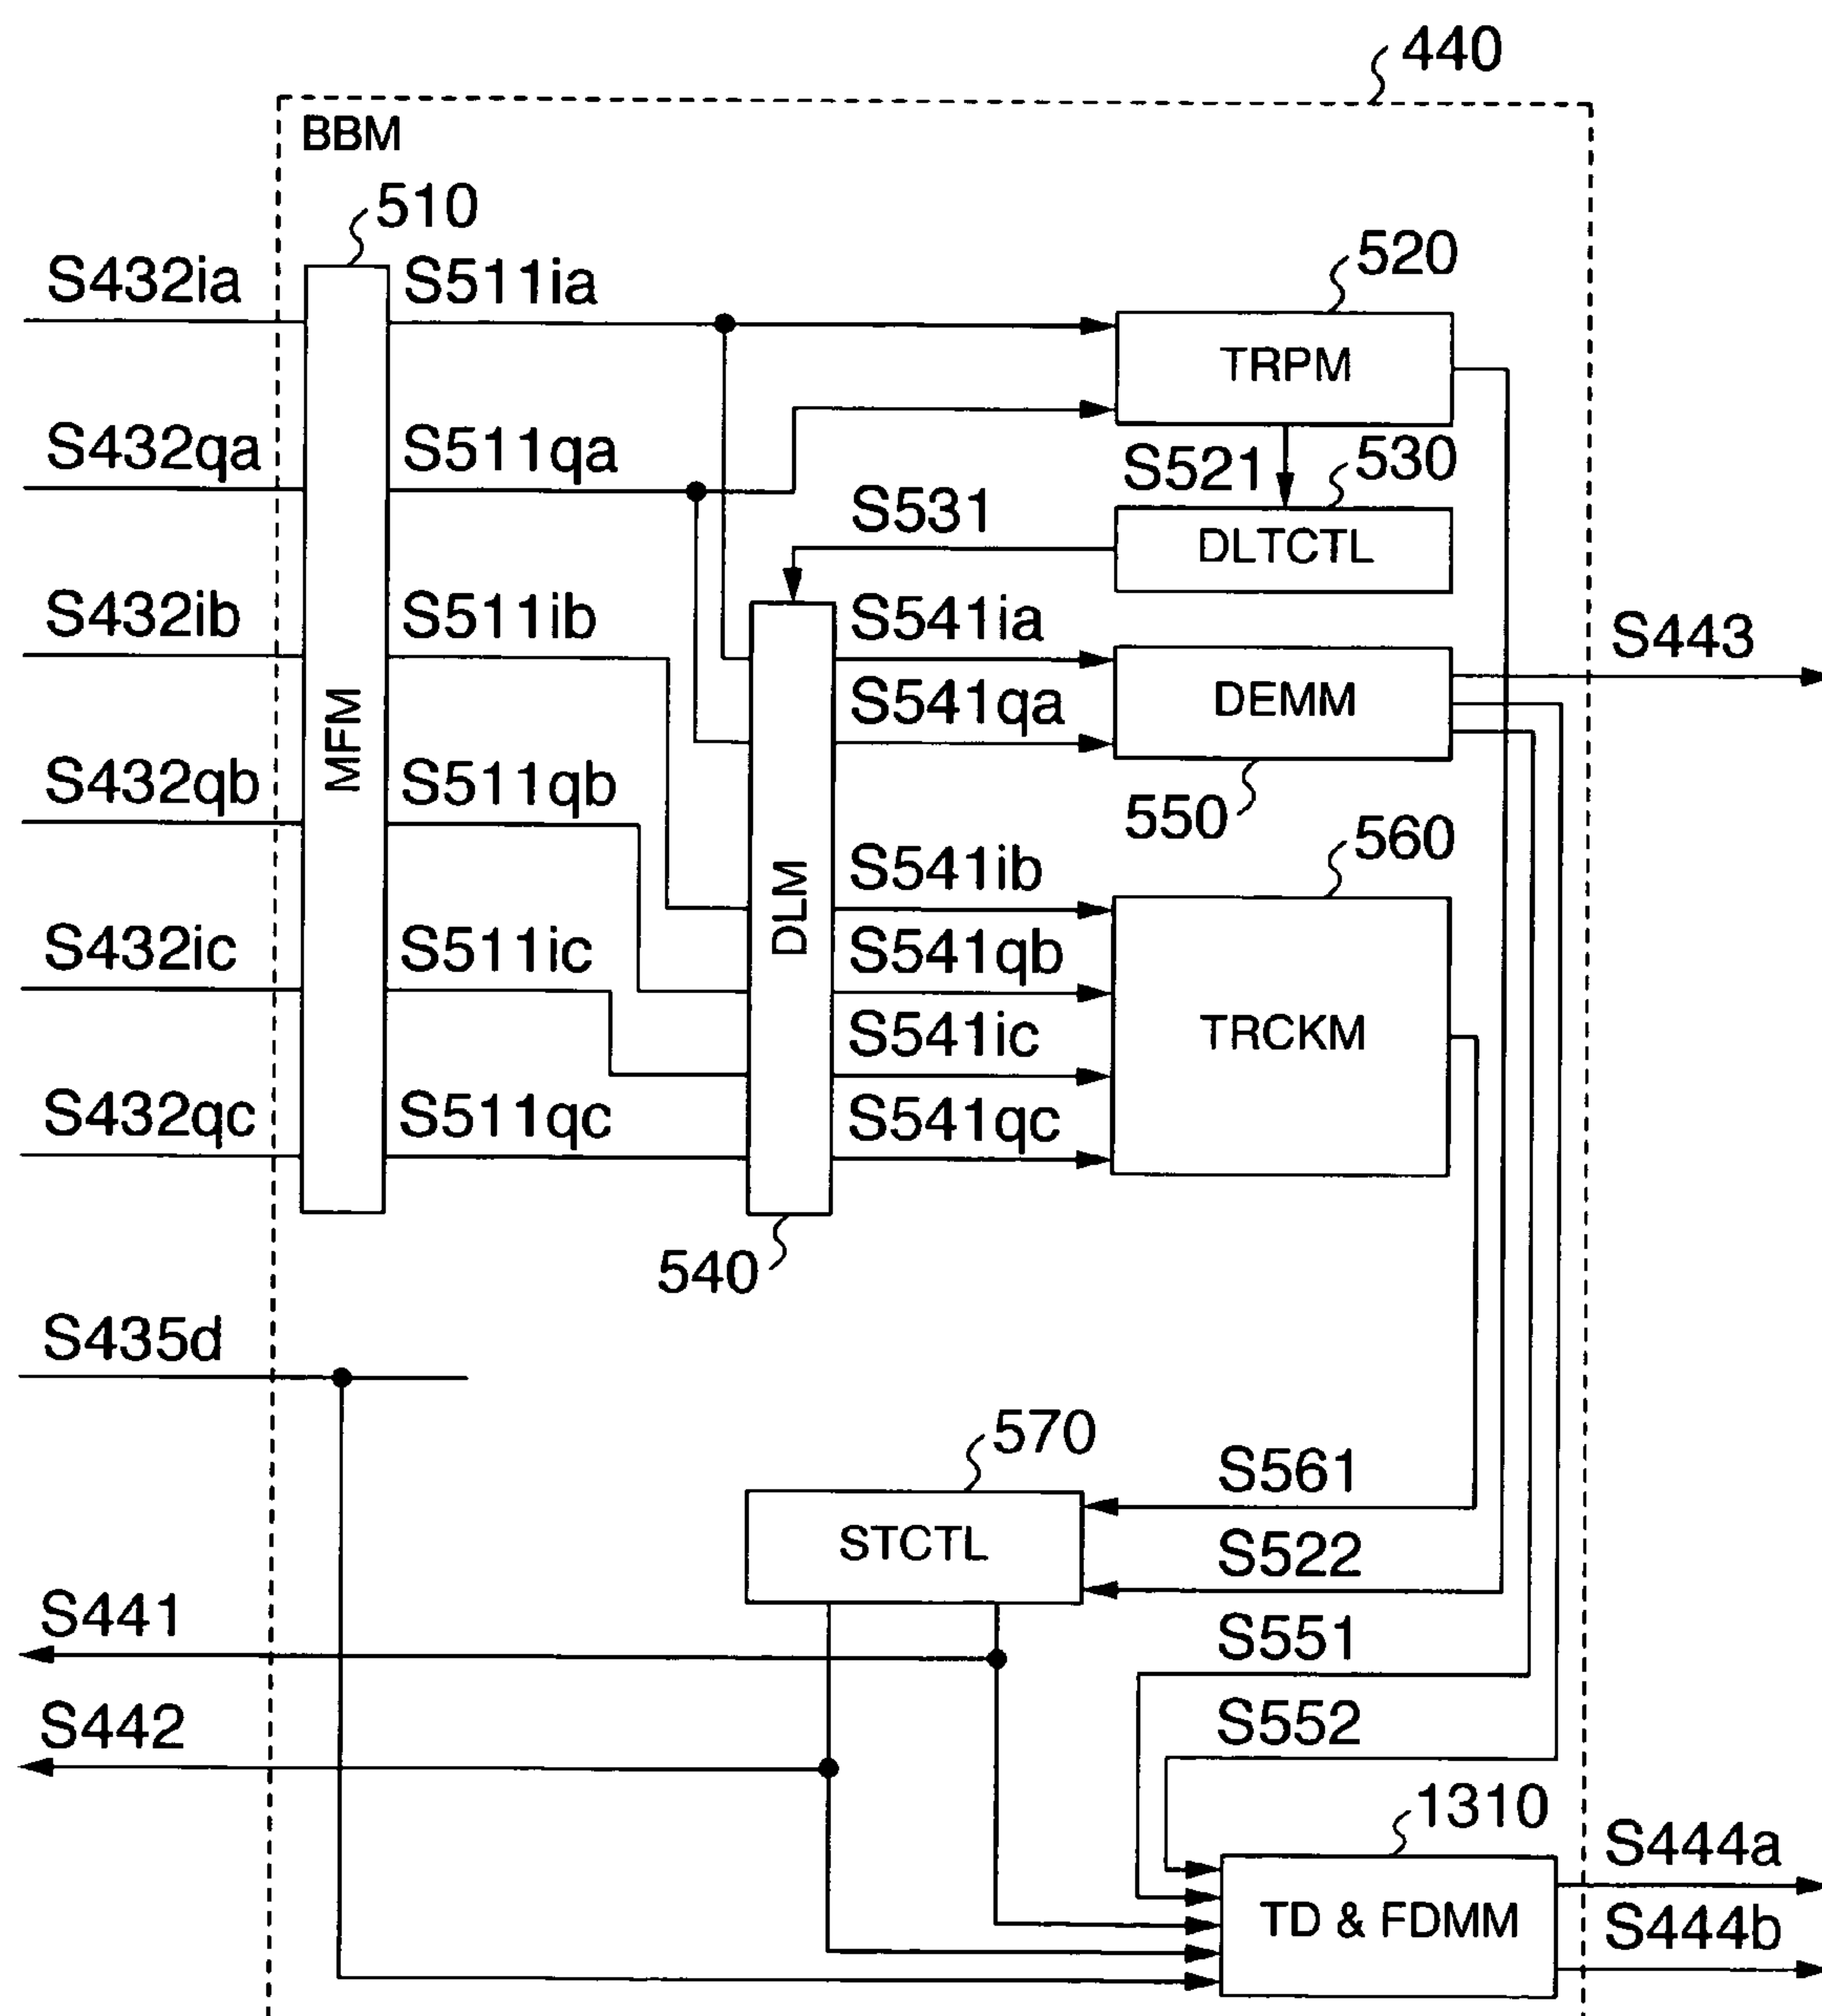 440
BBM
510
S432ia
S511ia
520
TRPM
S432qa
S511qa
S521
530
S531
DLTCTL
S432ib
S511ib
S541ia
S443
MFM
DEMM
S541qa
S432qb
S511qb
550
560
DLM
S541ib
S432ic
S511ic
S541qb
TRCKM
S541ic
S432qc
S511qc
S541qc
540
S435d
570
S561
STCTL
S522
S441
S551
S442
S552
1310
S444a
TD & FDMM
S444b